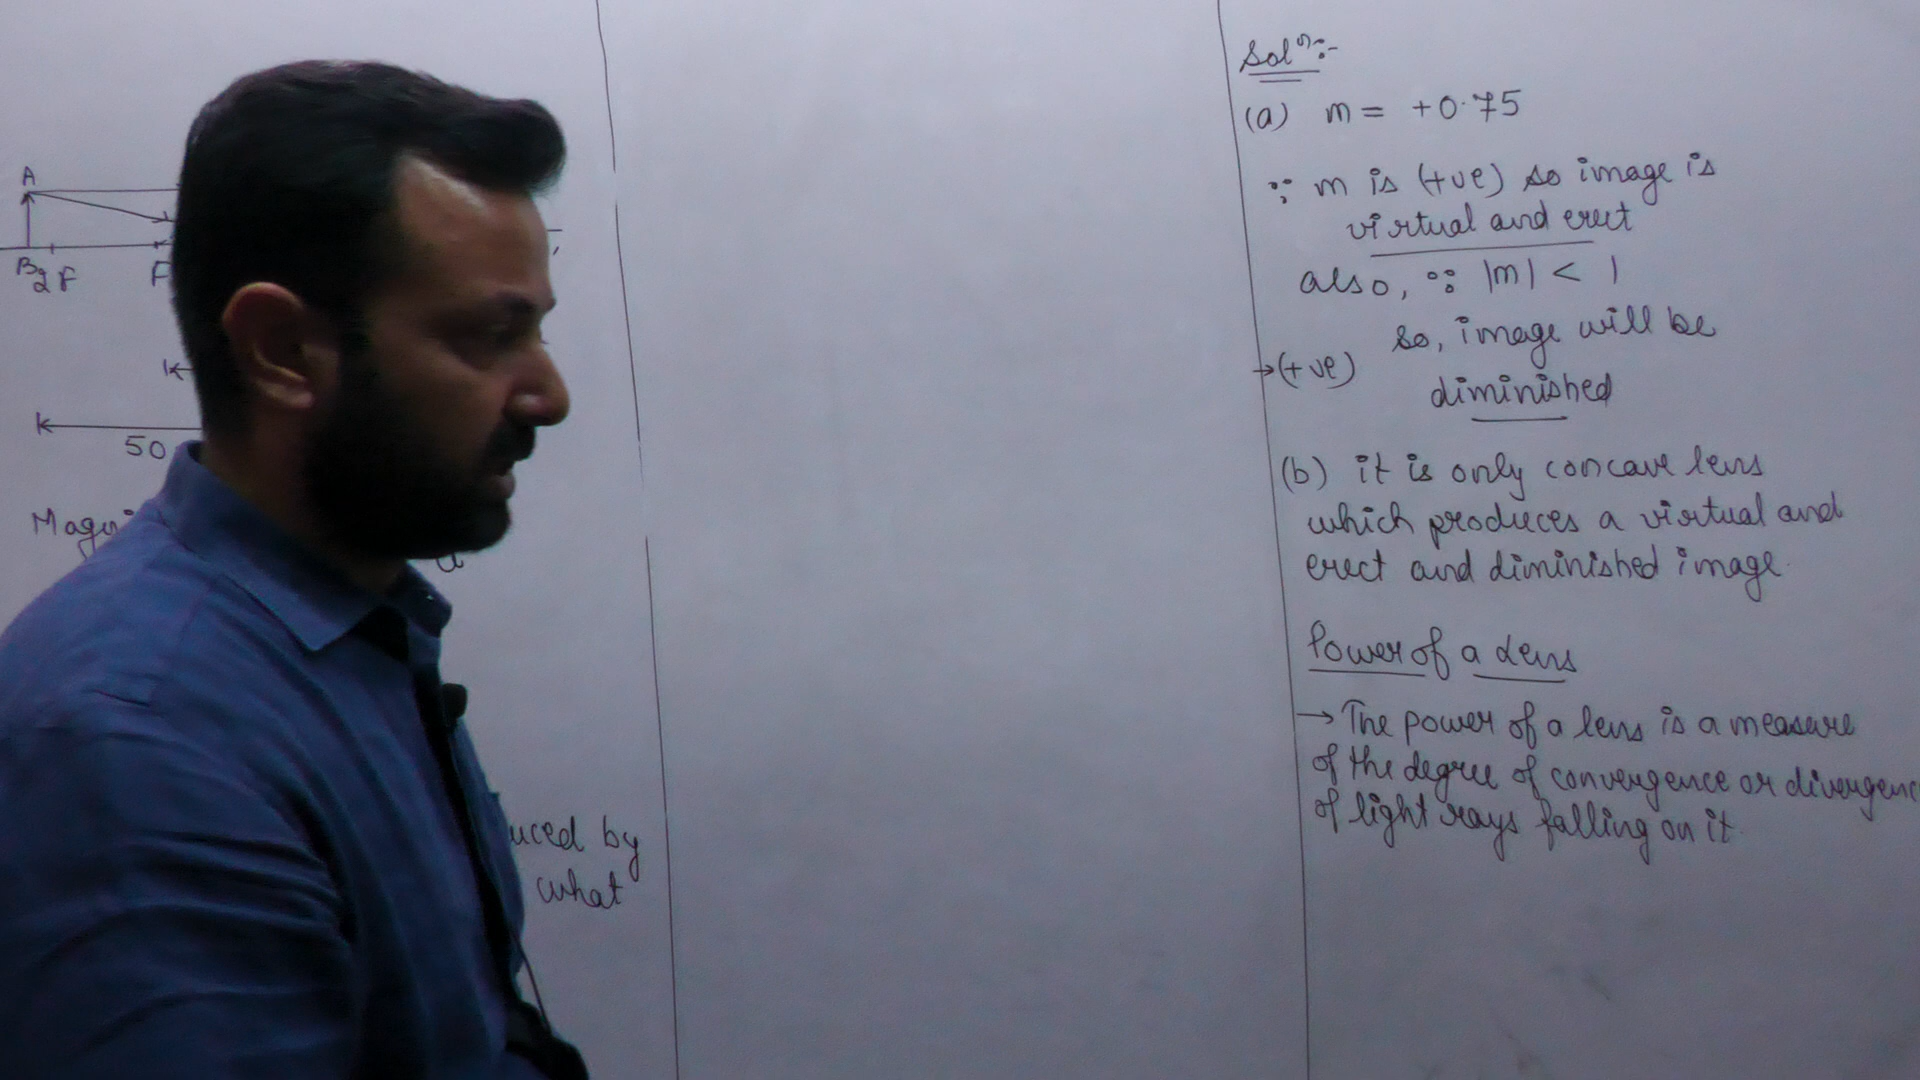 A
B 2F
F
50
Magni
u
uced by
what
Solⁿ:-
(a) m = +0.75
∵ m is (+ve) so image is
virtual and erect
also, ∵ |m| < 1
so, image will be
→(+ve)
diminished
(b) it is only concave lens
which produces a virtual and
erect and diminished image.
Power of a Lens
→ The power of a lens is a measure
of the degree of convergence or divergenc
of light rays falling on it.